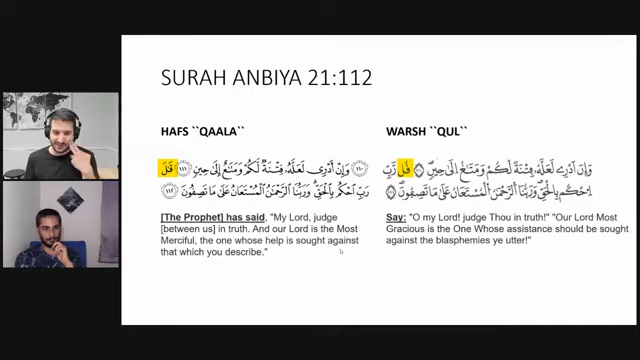 SURAH ANBIYA 21:112
HAFS ``QAALA``
قَٰلَ ۝١١١ وَإِنْ أَدْرِى لَعَلَّهُۥ فِتْنَةٌ لَّكُمْ وَمَتَٰعٌ إِلَىٰ حِينٍ ۝١١٠
رَبِّ ٱحْكُم بِٱلْحَقِّ وَرَبُّنَا ٱلرَّحْمَٰنُ ٱلْمُسْتَعَانُ عَلَىٰ مَا تَصِفُونَ ۝١١٢
[The Prophet] has said, "My Lord, judge
[between us] in truth. And our Lord is the Most
Merciful, the one whose help is sought against
that which you describe."
WARSH ``QUL``
وَإِنْ أَدْرِے لَعَلَّهُۥ فِتْنَةٌ لَّكُمْ وَمَتَٰعٌ إِلَىٰ حِينٍ قُل رَّبِّ
ٱحْكُم بِٱلْحَقِّ وَرَبُّنَا ٱلرَّحْمَٰنُ ٱلْمُسْتَعَانُ عَلَىٰ مَا تَصِفُونَ
Say: "O my Lord! judge Thou in truth!" "Our Lord Most
Gracious is the One Whose assistance should be sought
against the blasphemies ye utter!"